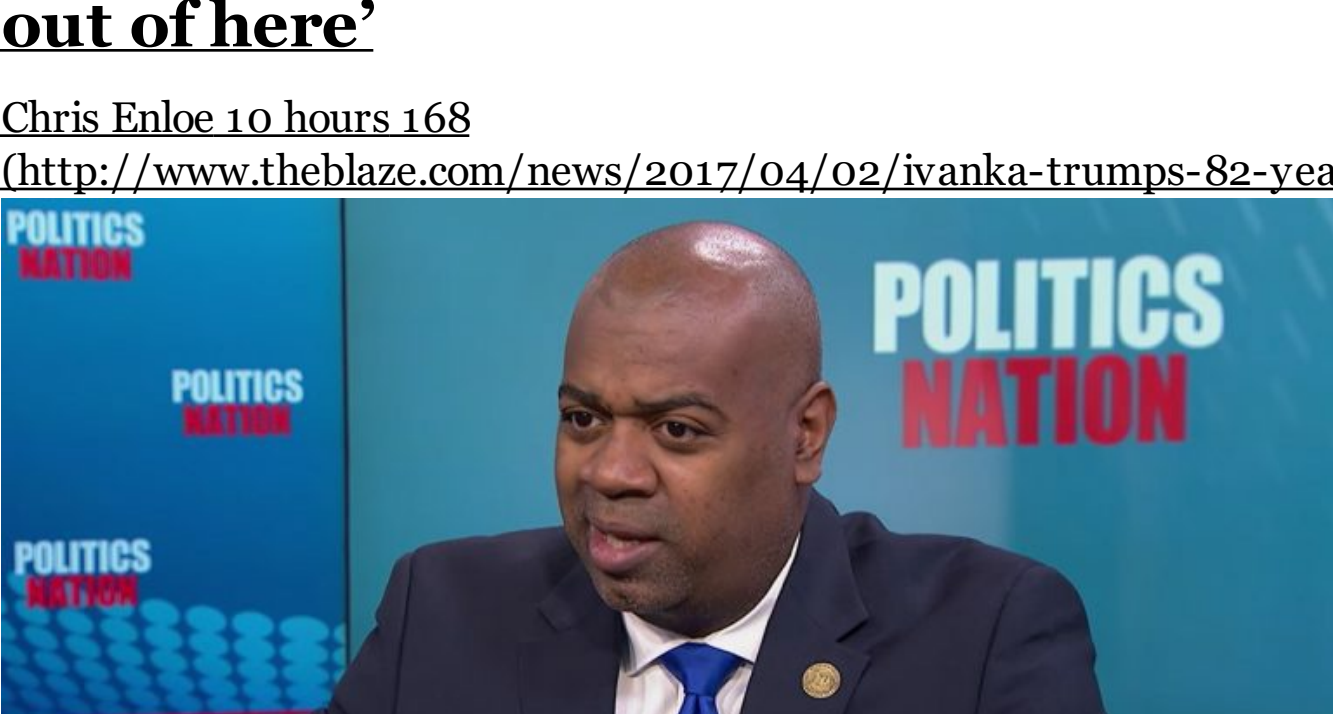 out of here’
Chris Enloe 10 hours 168
(http://www.theblaze.com/news/2017/04/02/ivanka-trumps-82-yea
POLITICS
NATION
POLITICS
NATION
POLITICS
NATION
POLITICS
NATION